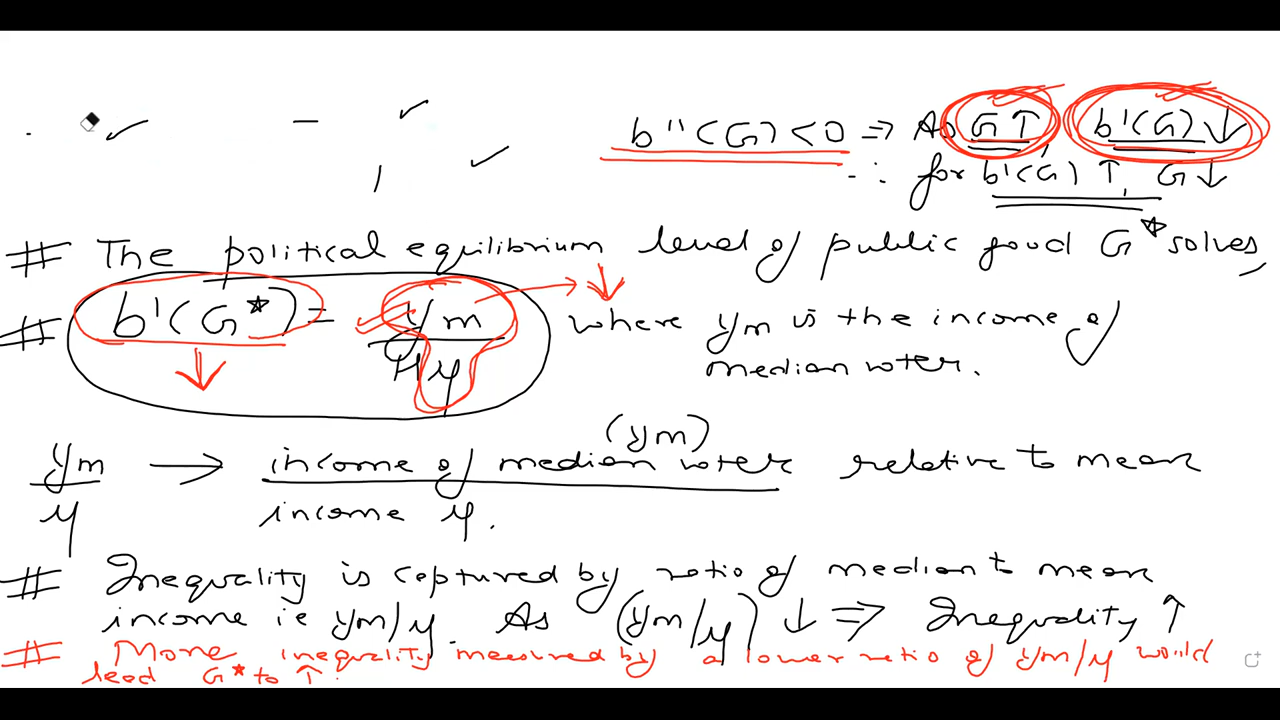 b''(G) < 0 ⇒ As G ↑, b'(G) ↓
∴ for b'(G) ↑, G ↓
# The political equilibrium level of public good G* solves,
# b'(G*) = ym/Hy → ↓ where ym is the income of
median voter.
(ym)
ym/y → income of median voter relative to mean
income y.
# Inequality is captured by ratio of median to mean
income ie ym/y. As (ym/y) ↓ ⇒ Inequality ↑
# More inequality measured by a lower ratio of ym/y would
lead G* to ↑.